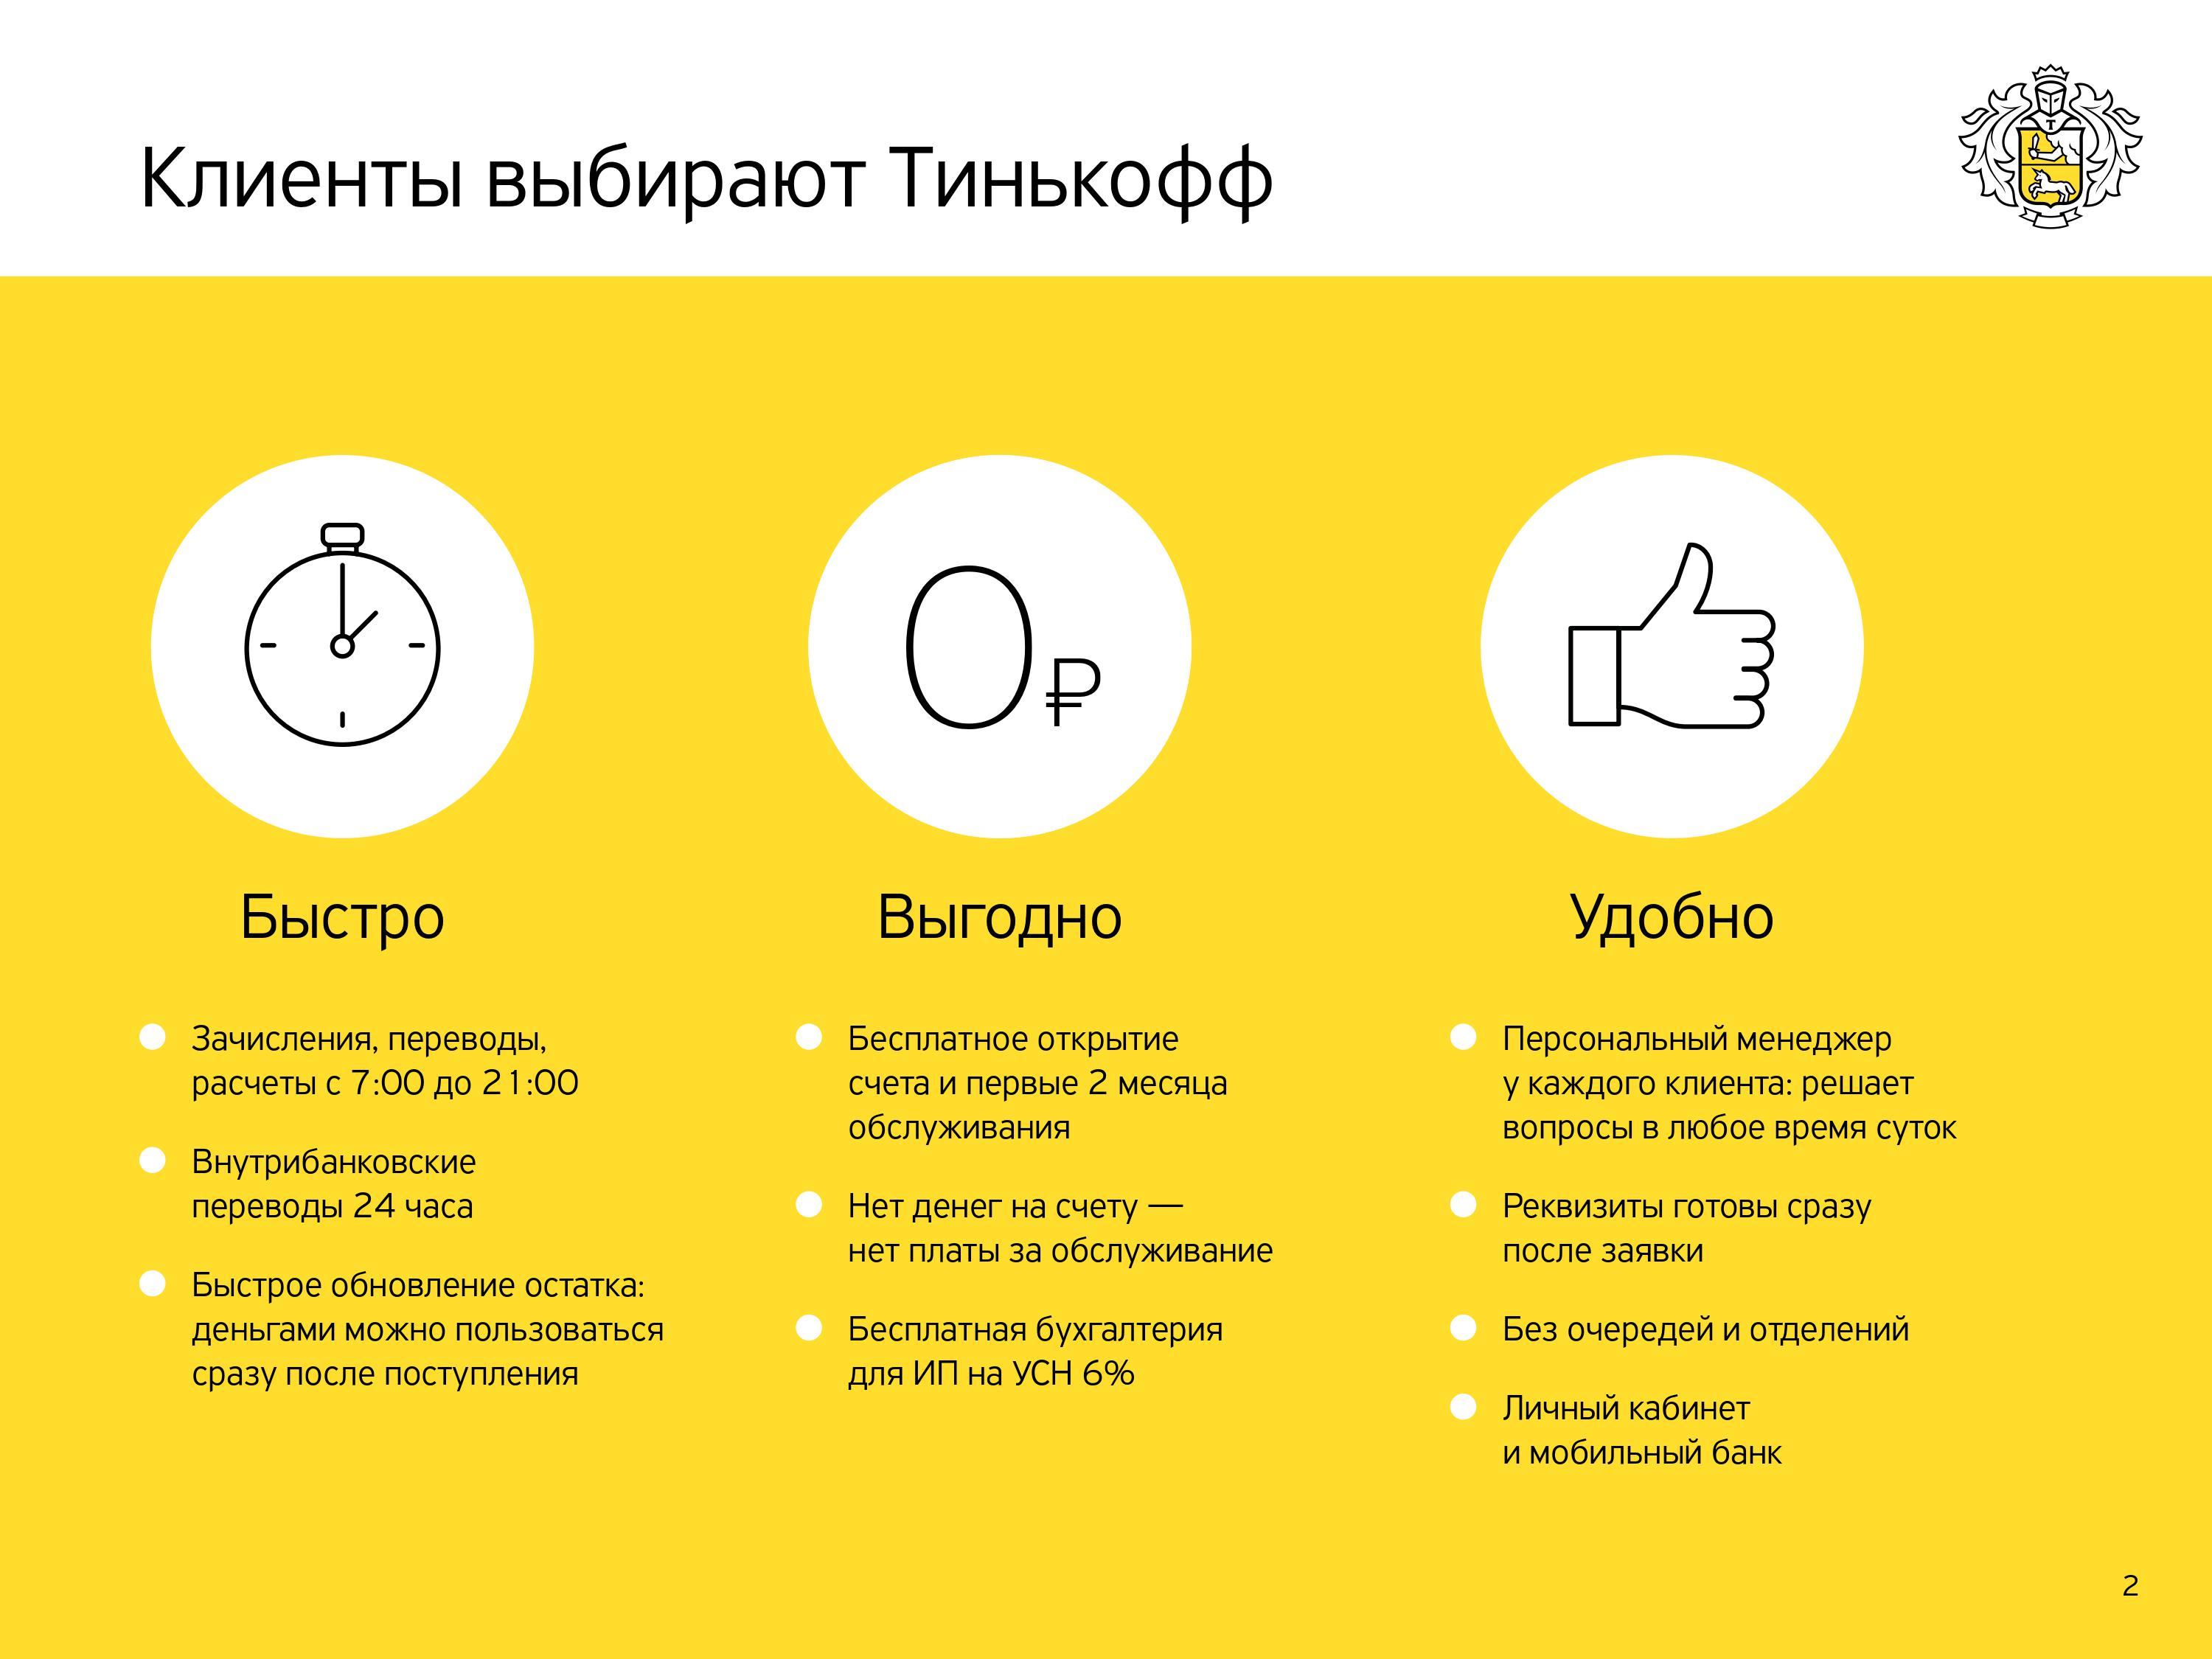 Клиенты выбирают Тинькофф
Т
0 ₽
Быстро
Зачисления, переводы,
расчеты с 7:00 до 21:00
Внутрибанковские
переводы 24 часа
Быстрое обновление остатка:
деньгами можно пользоваться
сразу после поступления
Выгодно
Бесплатное открытие
счета и первые 2 месяца
обслуживания
Нет денег на счету —
нет платы за обслуживание
Бесплатная бухгалтерия
для ИП на УСН 6%
Удобно
Персональный менеджер
у каждого клиента: решает
вопросы в любое время суток
Реквизиты готовы сразу
после заявки
Без очередей и отделений
Личный кабинет
и мобильный банк
2